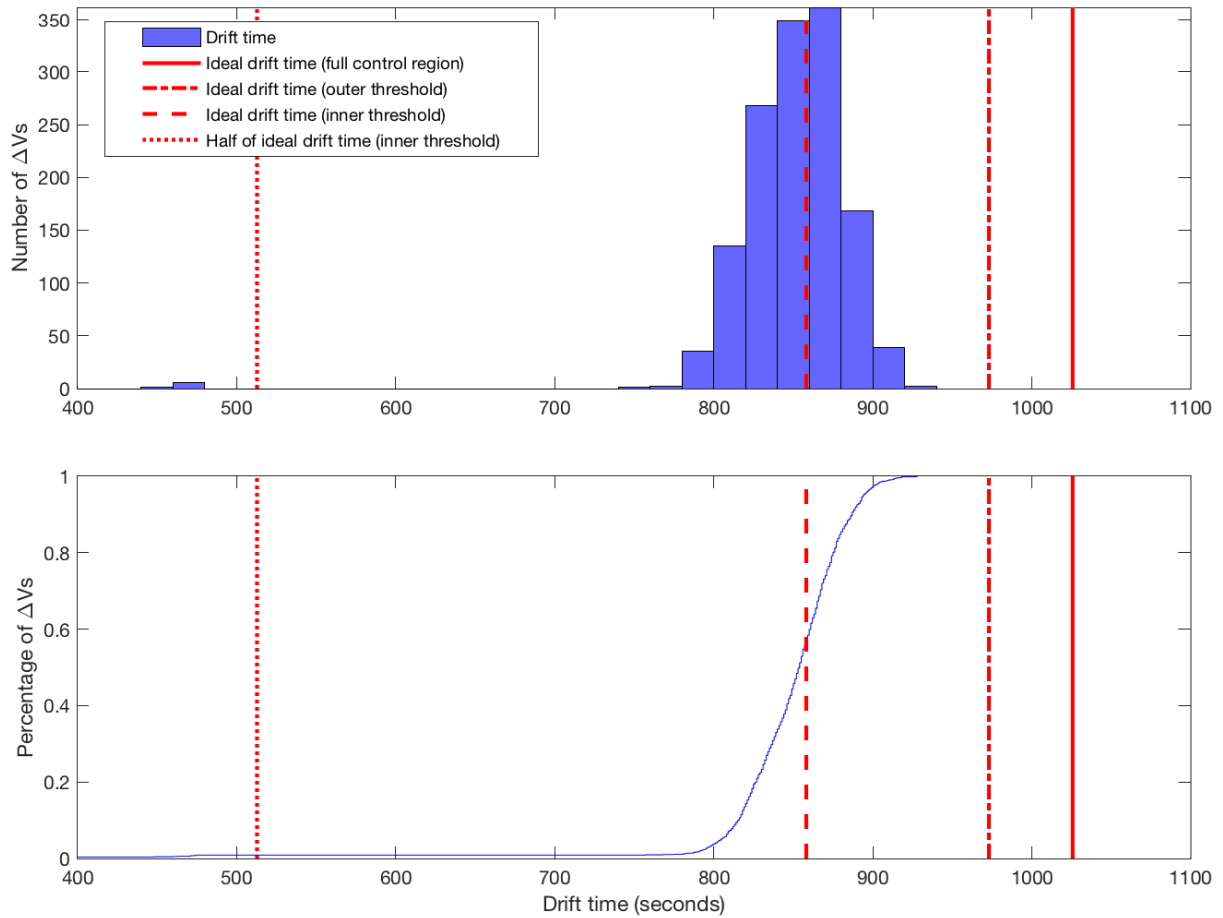 350
300
250
200
150
100
50
0
Number of ΔVs
Drift time
Ideal drift time (full control region)
Ideal drift time (outer threshold)
Ideal drift time (inner threshold)
Half of ideal drift time (inner threshold)
400 500 600 700 800 900 1000 1100
1
0.8
0.6
0.4
0.2
0
Percentage of ΔVs
400 500 600 700 800 900 1000 1100
Drift time (seconds)